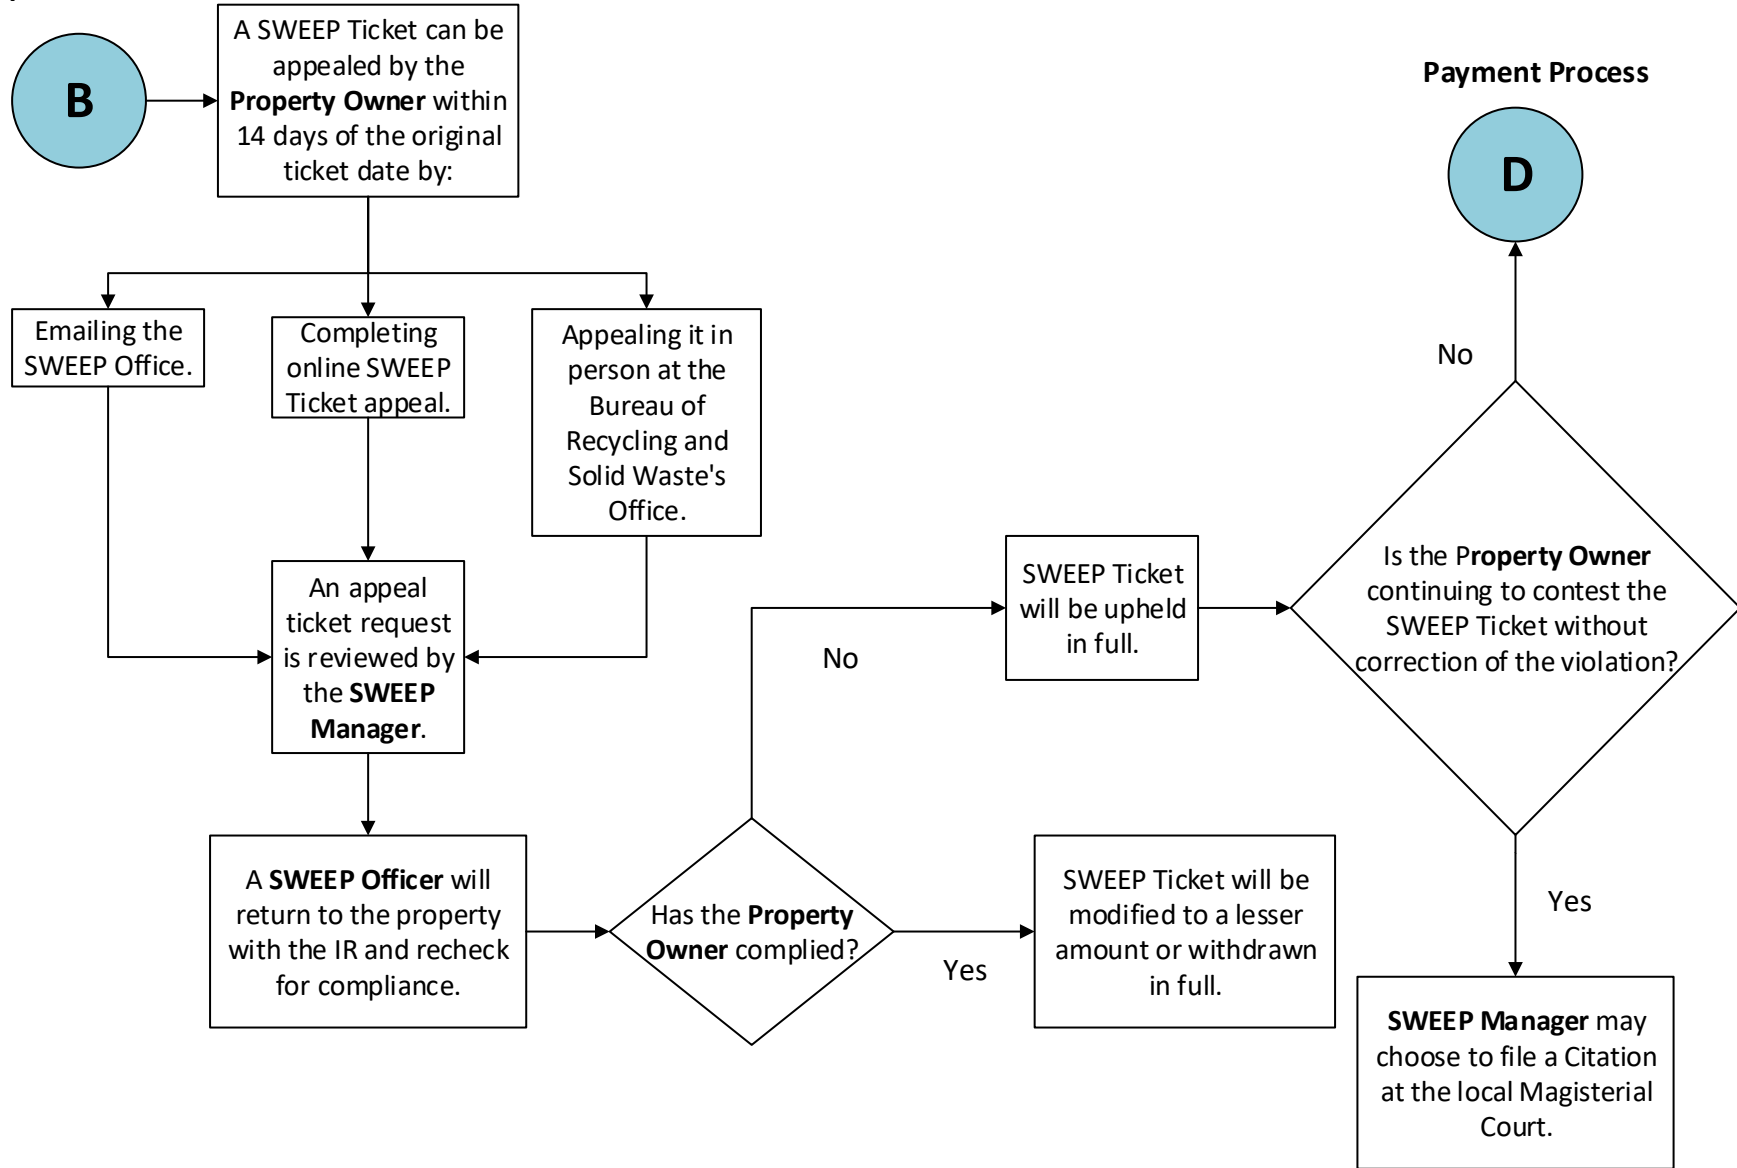 B
A SWEEP Ticket can be
appealed by the
Property Owner within
14 days of the original
ticket date by:
Payment Process
D
Emailing the
SWEEP Office.
Completing
online SWEEP
Ticket appeal.
Appealing it in
person at the
Bureau of
Recycling and
Solid Waste's
Office.
An appeal
ticket request
is reviewed by
the SWEEP
Manager.
A SWEEP Officer will
return to the property
with the IR and recheck
for compliance.
Has the Property
Owner complied?
No
Yes
SWEEP Ticket will be
modified to a lesser
amount or withdrawn
in full.
SWEEP Ticket
will be upheld
in full.
Is the Property Owner
continuing to contest the
SWEEP Ticket without
correction of the violation?
No
Yes
SWEEP Manager may
choose to file a Citation
at the local Magisterial
Court.